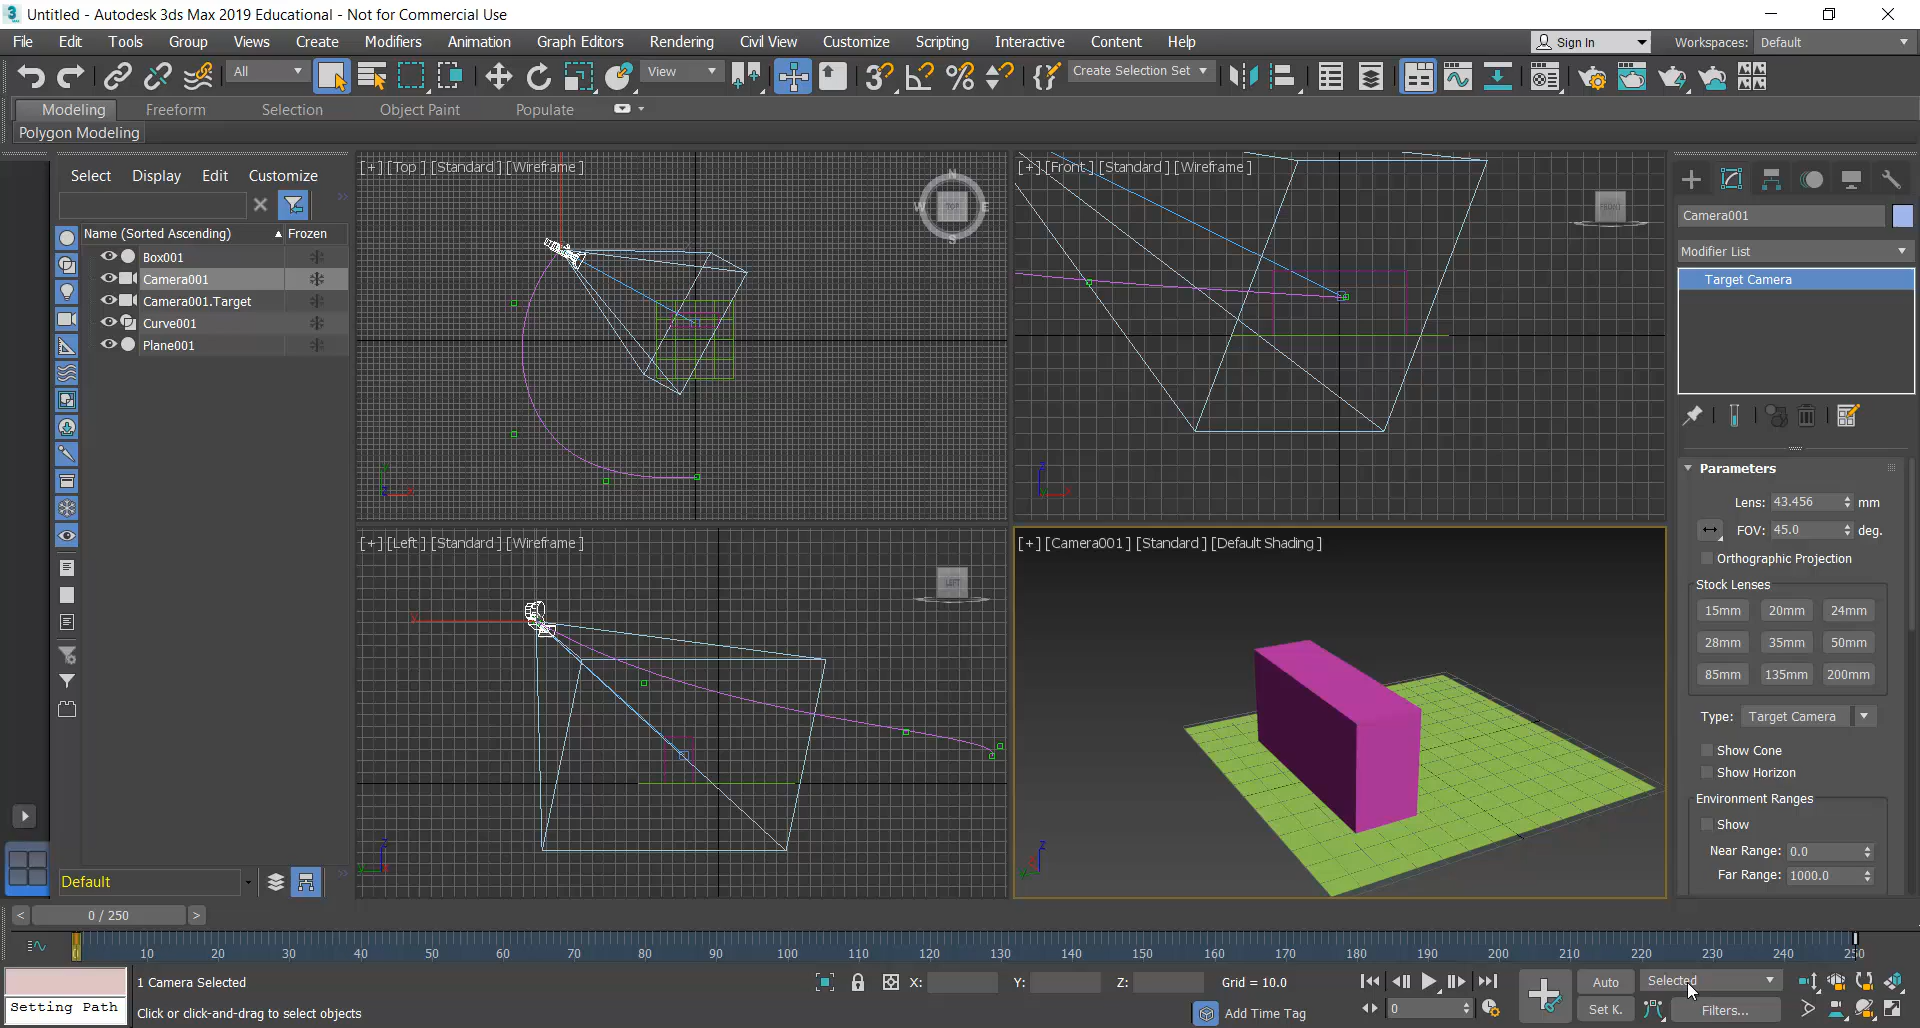 Untitled - Autodesk 3ds Max 2019 Educational - Not for Commercial Use
File Edit Tools Group Views Create Modifiers Animation Graph Editors Rendering Civil View Customize Scripting Interactive Content Help Sign In Workspaces: Default
All View Create Selection Set
Modeling Freeform Selection Object Paint Populate
Polygon Modeling
Select Display Edit Customize
Name (Sorted Ascending) Frozen
Box001
Camera001
Camera001.Target
Curve001
Plane001
Default
[+] [Top ] [Standard ] [Wireframe ]
N
W TOP E
S
[+] [Front ] [Standard ] [Wireframe ]
FRONT
[+] [Left ] [Standard ] [Wireframe ]
LEFT
[+] [Camera001 ] [Standard ] [Default Shading ]
Camera001
Modifier List
Target Camera
Parameters
Lens: 43.456 mm
FOV: 45.0 deg.
Orthographic Projection
Stock Lenses
15mm 20mm 24mm
28mm 35mm 50mm
85mm 135mm 200mm
Type: Target Camera
Show Cone
Show Horizon
Environment Ranges
Show
Near Range: 0.0
Far Range: 1000.0
< 0 / 250 >
0 10 20 30 40 50 60 70 80 90 100 110 120 130 140 150 160 170 180 190 200 210 220 230 240 250
1 Camera Selected X: Y: Z: Grid = 10.0 Auto Selected
Setting Path Click or click-and-drag to select objects Add Time Tag 0 Set K. Filters...